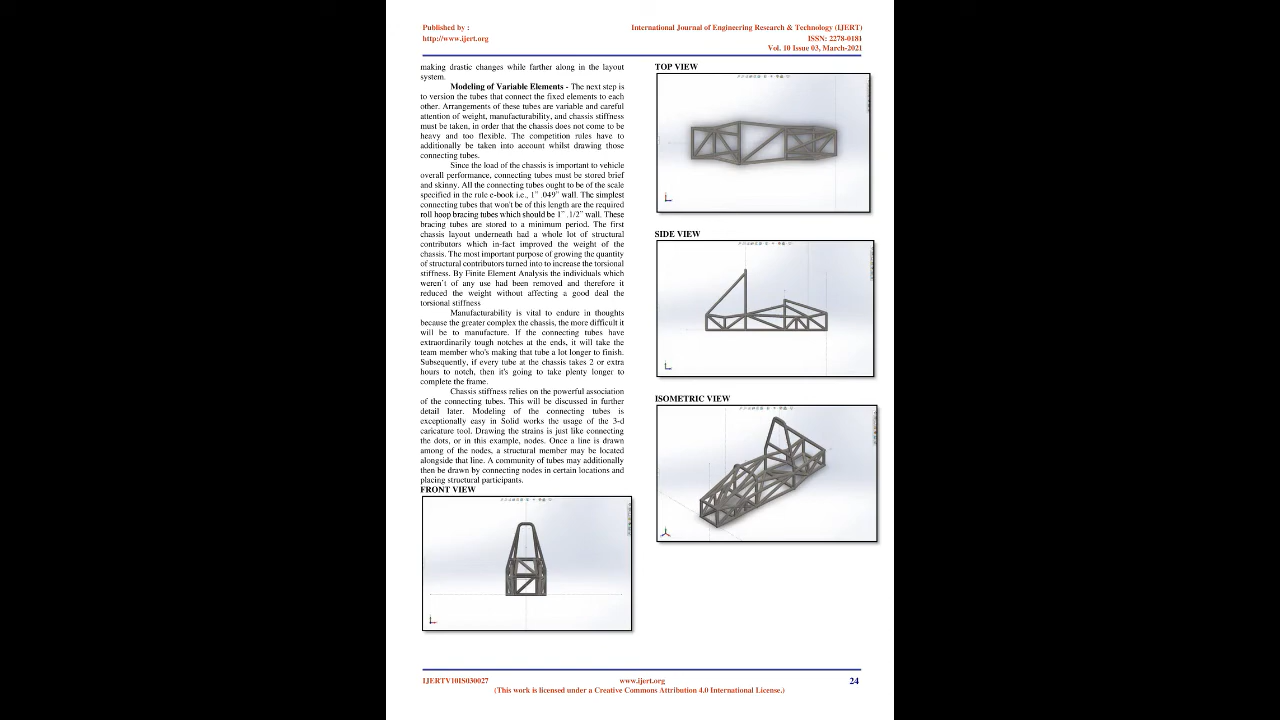 Published by :
http://www.ijert.org
International Journal of Engineering Research & Technology (IJERT)
ISSN: 2278-0181
Vol. 10 Issue 03, March-2021
making drastic changes while farther along in the layout
system.
Modeling of Variable Elements - The next step is
to version the tubes that connect the fixed elements to each
other. Arrangements of these tubes are variable and careful
attention of weight, manufacturability, and chassis stiffness
must be taken, in order that the chassis does not come to be
heavy and too flexible. The competition rules have to
additionally be taken into account whilst drawing those
connecting tubes.
Since the load of the chassis is important to vehicle
overall performance, connecting tubes must be stored brief
and skinny. All the connecting tubes ought to be of the scale
specified in the rule e-book i.e., 1" .049" wall. The simplest
connecting tubes that won't be of this length are the required
roll hoop bracing tubes which should be 1" .1/2" wall. These
bracing tubes are stored to a minimum period. The first
chassis layout underneath had a whole lot of structural
contributors which in-fact improved the weight of the
chassis. The most important purpose of growing the quantity
of structural contributors turned into to increase the torsional
stiffness. By Finite Element Analysis the individuals which
weren't of any use had been removed and therefore it
reduced the weight without affecting a good deal the
torsional stiffness
Manufacturability is vital to endure in thoughts
because the greater complex the chassis, the more difficult it
will be to manufacture. If the connecting tubes have
extraordinarily tough notches at the ends, it will take the
team member who's making that tube a lot longer to finish.
Subsequently, if every tube at the chassis takes 2 or extra
hours to notch, then it's going to take plenty longer to
complete the frame.
Chassis stiffness relies on the powerful association
of the connecting tubes. This will be discussed in further
detail later. Modeling of the connecting tubes is
exceptionally easy in Solid works the usage of the 3-d
caricature tool. Drawing the strains is just like connecting
the dots, or in this example, nodes. Once a line is drawn
among of the nodes, a structural member may be located
alongside that line. A community of tubes may additionally
then be drawn by connecting nodes in certain locations and
placing structural participants.
FRONT VIEW
TOP VIEW
SIDE VIEW
ISOMETRIC VIEW
IJERTV10IS030027
www.ijert.org
24
(This work is licensed under a Creative Commons Attribution 4.0 International License.)